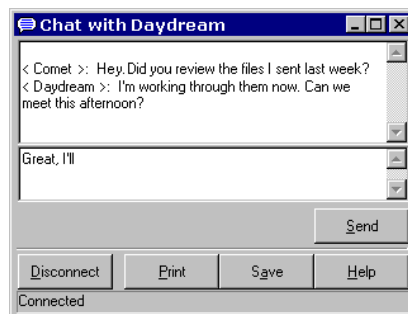 Chat with Daydream
< Comet >: Hey. Did you review the files I sent last week?
< Daydream >: I'm working through them now. Can we
meet this afternoon?
Great, I'll
Send
Disconnect Print Save Help
Connected